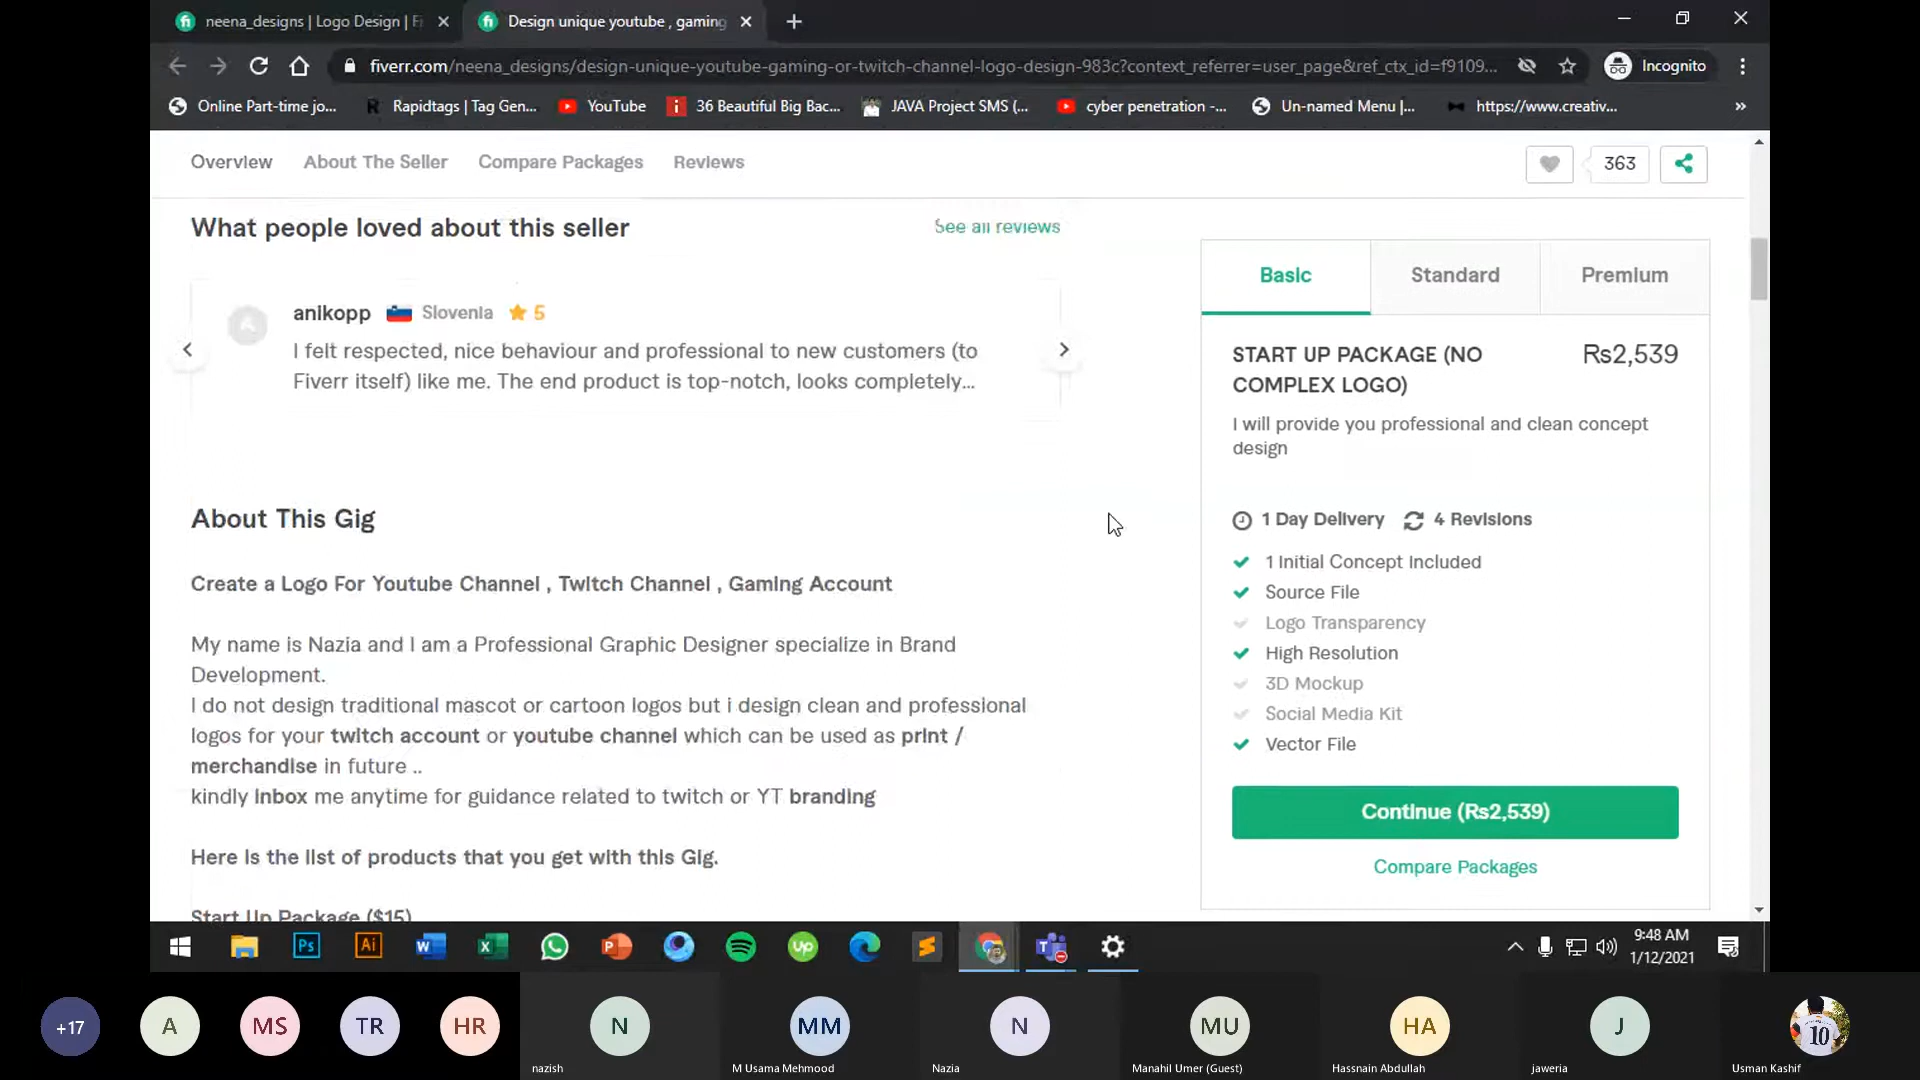 neena_designs | Logo Design | Fi
Design unique youtube , gaming
fiverr.com/neena_designs/design-unique-youtube-gaming-or-twitch-channel-logo-design-983c?context_referrer=user_page&ref_ctx_id=f9109...
Incognito
Online Part-time jo...
Rapidtags | Tag Gen...
YouTube
36 Beautiful Big Bac...
JAVA Project SMS (...
cyber penetration -...
Un-named Menu |...
https://www.creativ...
»
Overview
About The Seller
Compare Packages
Reviews
363
What people loved about this seller
See all reviews
anikopp
Slovenia
5
I felt respected, nice behaviour and professional to new customers (to
Fiverr itself) like me. The end product is top-notch, looks completely...
About This Gig
Create a Logo For Youtube Channel , Twitch Channel , Gaming Account
My name is Nazia and I am a Professional Graphic Designer specialize in Brand
Development.
I do not design traditional mascot or cartoon logos but i design clean and professional
logos for your twitch account or youtube channel which can be used as print /
merchandise in future ..
kindly inbox me anytime for guidance related to twitch or YT branding
Here is the list of products that you get with this Gig.
Start Up Package ($15)
Basic
Standard
Premium
START UP PACKAGE (NO
COMPLEX LOGO)
Rs2,539
I will provide you professional and clean concept
design
1 Day Delivery
4 Revisions
1 Initial Concept Included
Source File
Logo Transparency
High Resolution
3D Mockup
Social Media Kit
Vector File
Continue (Rs2,539)
Compare Packages
Ps
Ai
Up
9:48 AM
1/12/2021
+17
A
MS
TR
HR
N
nazish
MM
M Usama Mehmood
N
Nazia
MU
Manahil Umer (Guest)
HA
Hassnain Abdullah
J
jaweria
10
Usman Kashif